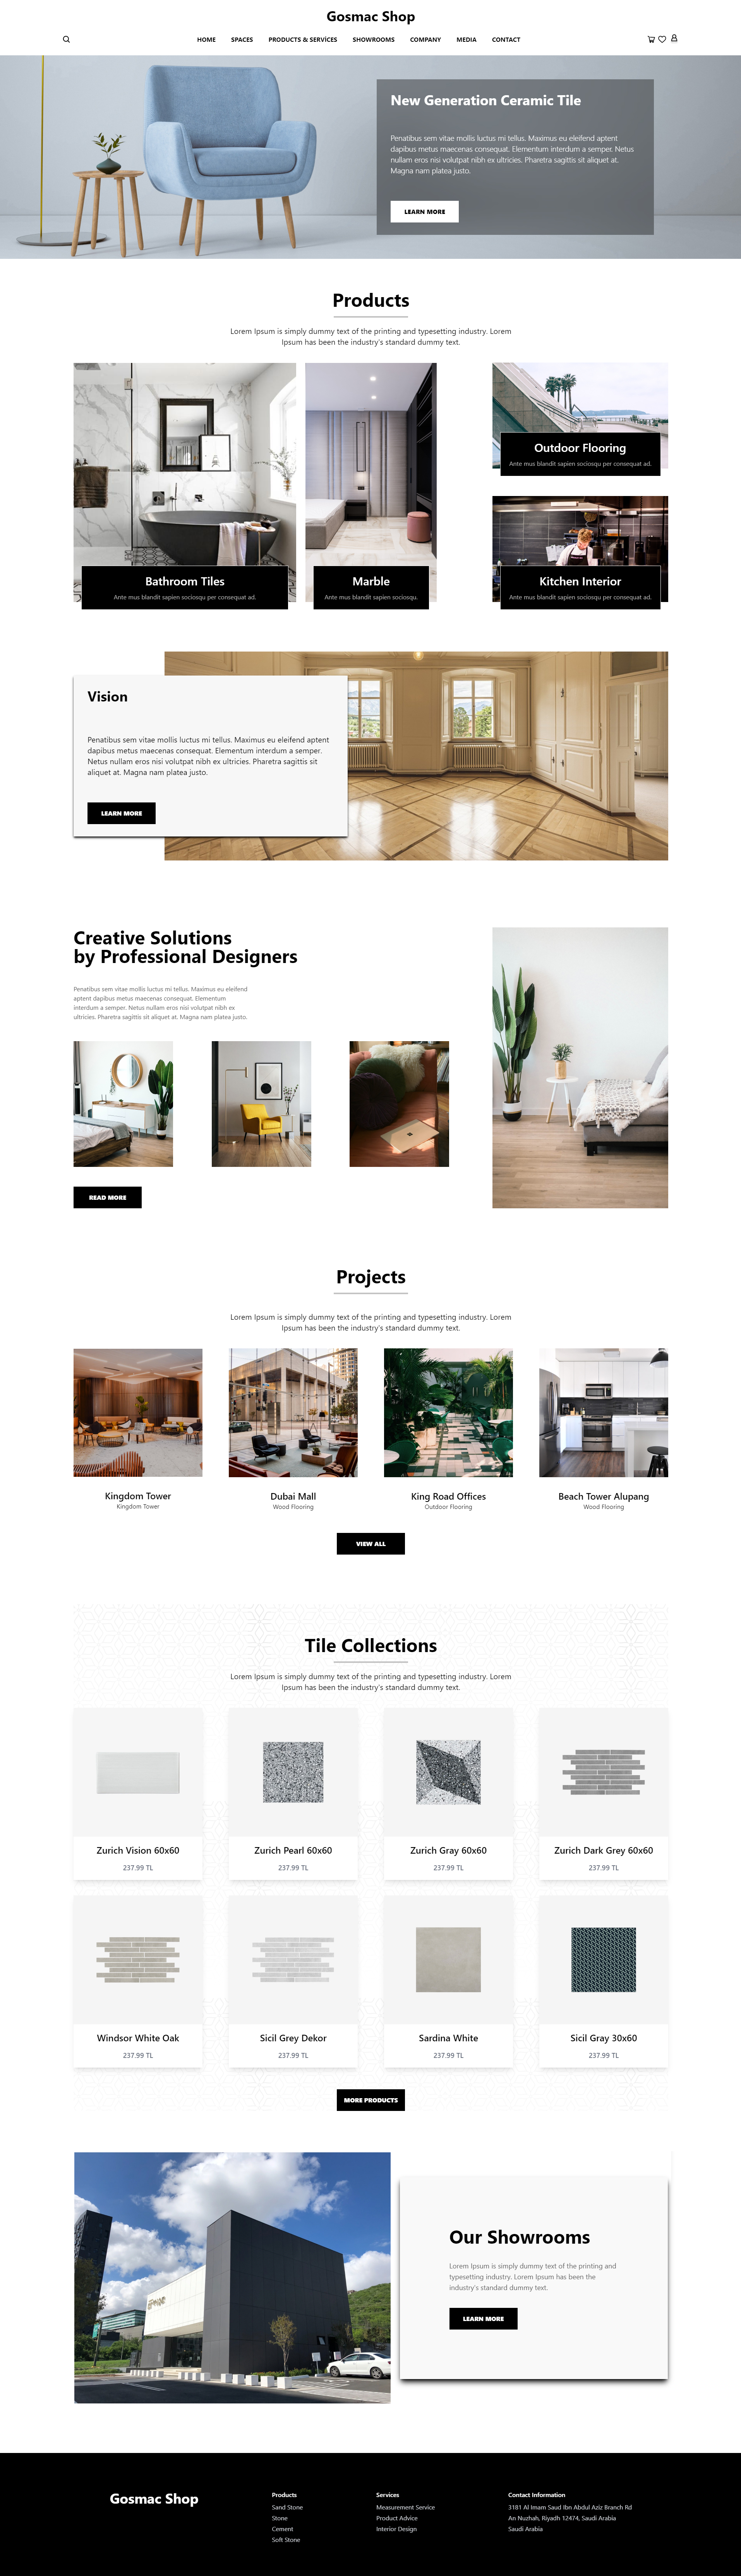 Gosmac Shop
HOME
SPACES
PRODUCTS & SERVİCES
SHOWROOMS
COMPANY
MEDIA
CONTACT
New Generation Ceramic Tile
Penatibus sem vitae mollis luctus mi tellus. Maximus eu eleifend aptent
dapibus metus maecenas consequat. Elementum interdum a semper. Netus
nullam eros nisi volutpat nibh ex ultricies. Pharetra sagittis sit aliquet at.
Magna nam platea justo.
LEARN MORE
Products
Lorem Ipsum is simply dummy text of the printing and typesetting industry. Lorem
Ipsum has been the industry's standard dummy text.
Outdoor Flooring
Ante mus blandit sapien sociosqu per consequat ad.
Bathroom Tiles
Ante mus blandit sapien sociosqu per consequat ad.
Marble
Ante mus blandit sapien sociosqu.
Kitchen Interior
Ante mus blandit sapien sociosqu per consequat ad.
Vision
Penatibus sem vitae mollis luctus mi tellus. Maximus eu eleifend aptent
dapibus metus maecenas consequat. Elementum interdum a semper.
Netus nullam eros nisi volutpat nibh ex ultricies. Pharetra sagittis sit
aliquet at. Magna nam platea justo.
LEARN MORE
Creative Solutions
by Professional Designers
Penatibus sem vitae mollis luctus mi tellus. Maximus eu eleifend
aptent dapibus metus maecenas consequat. Elementum
interdum a semper. Netus nullam eros nisi volutpat nibh ex
ultricies. Pharetra sagittis sit aliquet at. Magna nam platea justo.
READ MORE
Projects
Lorem Ipsum is simply dummy text of the printing and typesetting industry. Lorem
Ipsum has been the industry's standard dummy text.
Kingdom Tower
Kingdom Tower
Dubai Mall
Wood Flooring
King Road Offices
Outdoor Flooring
Beach Tower Alupang
Wood Flooring
VIEW ALL
Tile Collections
Lorem Ipsum is simply dummy text of the printing and typesetting industry. Lorem
Ipsum has been the industry's standard dummy text.
Zurich Vision 60x60
237.99 TL
Zurich Pearl 60x60
237.99 TL
Zurich Gray 60x60
237.99 TL
Zurich Dark Grey 60x60
237.99 TL
Windsor White Oak
237.99 TL
Sicil Grey Dekor
237.99 TL
Sardina White
237.99 TL
Sicil Gray 30x60
237.99 TL
MORE PRODUCTS
Our Showrooms
Lorem Ipsum is simply dummy text of the printing and
typesetting industry. Lorem Ipsum has been the
industry's standard dummy text.
LEARN MORE
Gosmac Shop
Products
Sand Stone
Stone
Cement
Soft Stone
Services
Measurement Service
Product Advice
Interior Design
Contact Information
3181 Al Imam Saud Ibn Abdul Aziz Branch Rd
An Nuzhah, Riyadh 12474, Saudi Arabia
Saudi Arabia